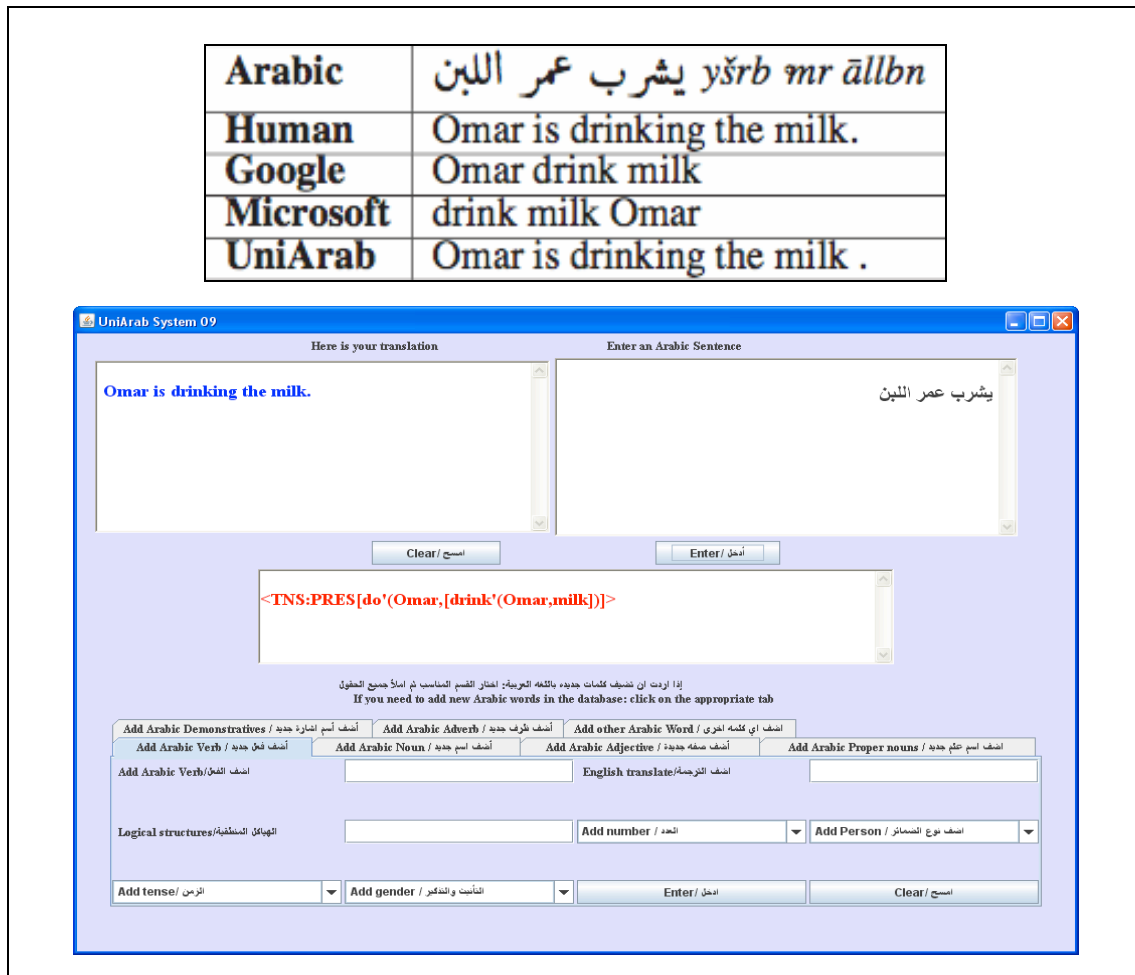 Arabic يشرب عمر اللبن yšrb ʿmr āllbn
Human Omar is drinking the milk.
Google Omar drink milk
Microsoft drink milk Omar
UniArab Omar is drinking the milk .
UniArab System 09
Here is your translation Enter an Arabic Sentence
Omar is drinking the milk. يشرب عمر اللبن
Clear/امسح Enter/أدخل
<TNS:PRES[do'(Omar,[drink'(Omar,milk])]>
إذا اردت ان تضيف كلمات جديده باللغه العربية: اختار القسم المناسب ثم املأ جميع الحقول
If you need to add new Arabic words in the database: click on the appropriate tab
Add Arabic Demonstratives / أضف أسم اشارة جديد Add Arabic Adverb / أضف ظرف جديد Add other Arabic Word / اضف اي كلمه اخرى
Add Arabic Verb / أضف فعل جديد Add Arabic Noun / أضف اسم جديد Add Arabic Adjective / أضف صفه جديدة Add Arabic Proper nouns / اضف اسم علم جديد
Add Arabic Verb/اضف الفعل English translate/اضف الترجمة
Logical structures/الهياكل المنطقية Add number / العدد Add Person / اضف نوع الضمائر
Add tense/ الزمن Add gender / التأنيث والتذكير Enter/ ادخل Clear/ امسح